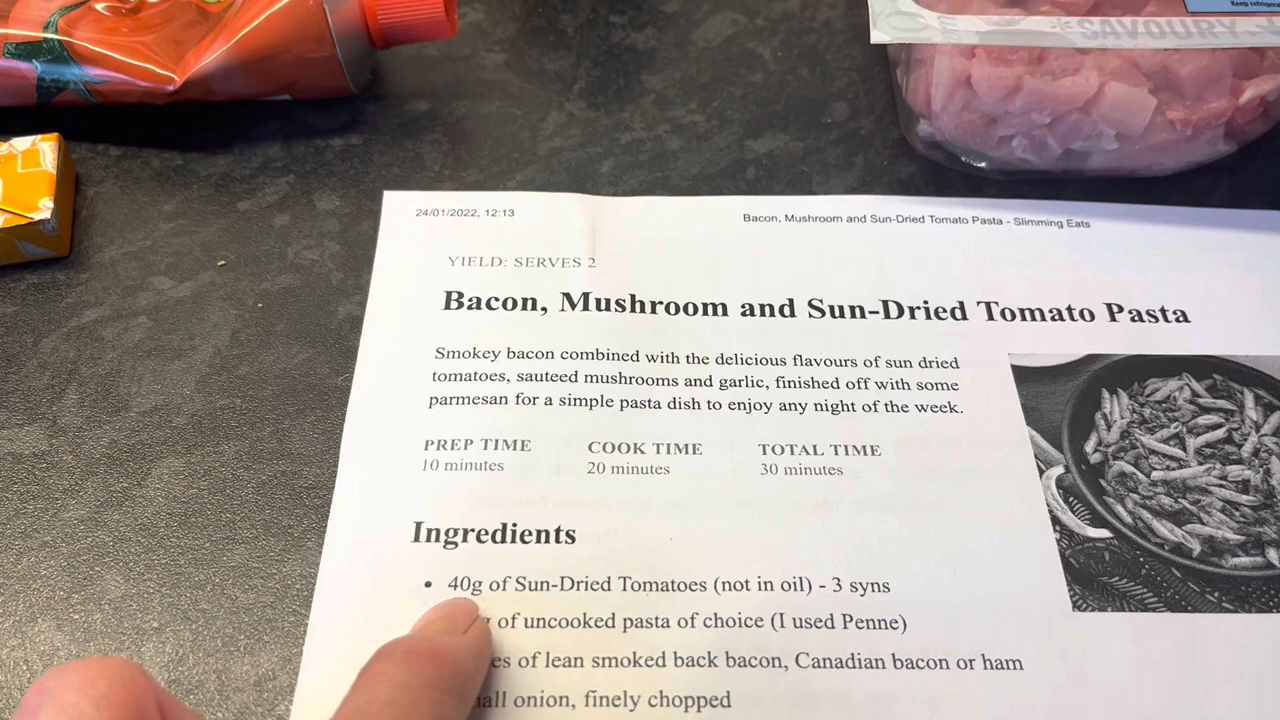 Keep refrigerated
SAVOURY
24/01/2022, 12:13
Bacon, Mushroom and Sun-Dried Tomato Pasta - Slimming Eats
YIELD: SERVES 2
Bacon, Mushroom and Sun-Dried Tomato Pasta
Smokey bacon combined with the delicious flavours of sun dried
tomatoes, sauteed mushrooms and garlic, finished off with some
parmesan for a simple pasta dish to enjoy any night of the week.
PREP TIME
10 minutes
COOK TIME
20 minutes
TOTAL TIME
30 minutes
Ingredients
• 40g of Sun-Dried Tomatoes (not in oil) - 3 syns
of uncooked pasta of choice (I used Penne)
of lean smoked back bacon, Canadian bacon or ham
onion, finely chopped